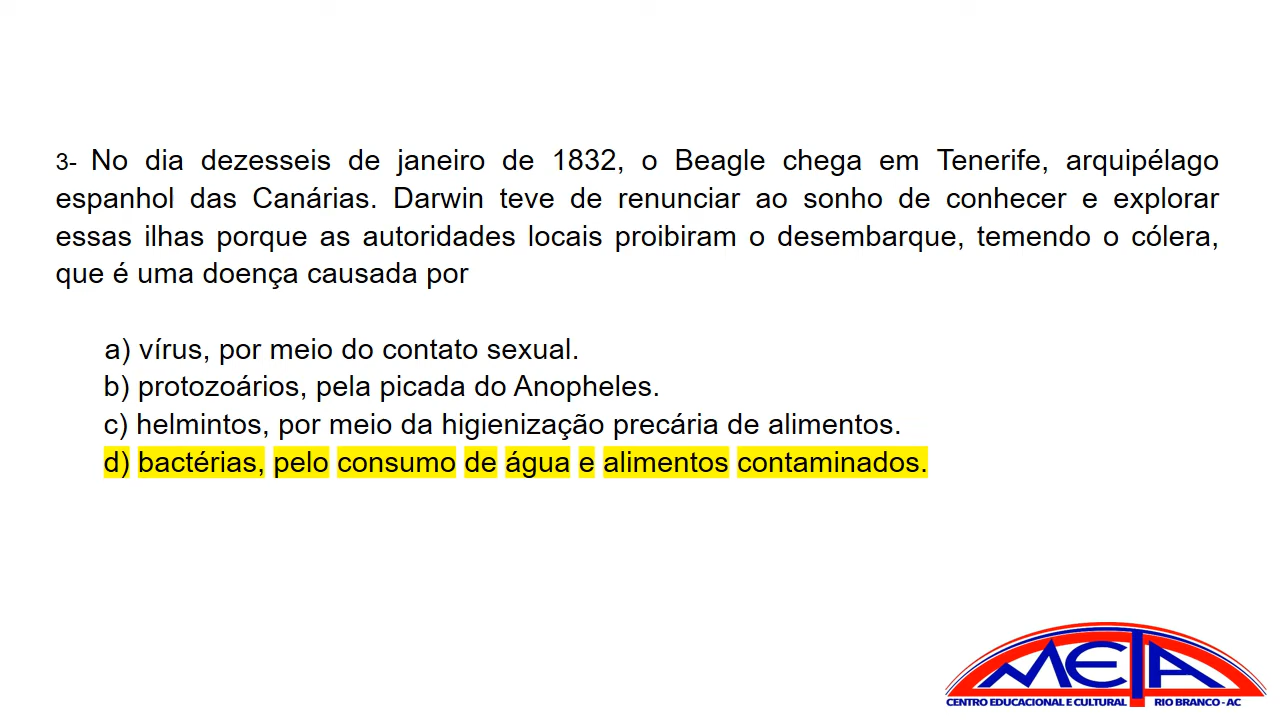 3- No dia dezesseis de janeiro de 1832, o Beagle chega em Tenerife, arquipélago
espanhol das Canárias. Darwin teve de renunciar ao sonho de conhecer e explorar
essas ilhas porque as autoridades locais proibiram o desembarque, temendo o cólera,
que é uma doença causada por
a) vírus, por meio do contato sexual.
b) protozoários, pela picada do Anopheles.
c) helmintos, por meio da higienização precária de alimentos.
d) bactérias, pelo consumo de água e alimentos contaminados.
META
CENTRO EDUCACIONAL E CULTURAL RIO BRANCO - AC